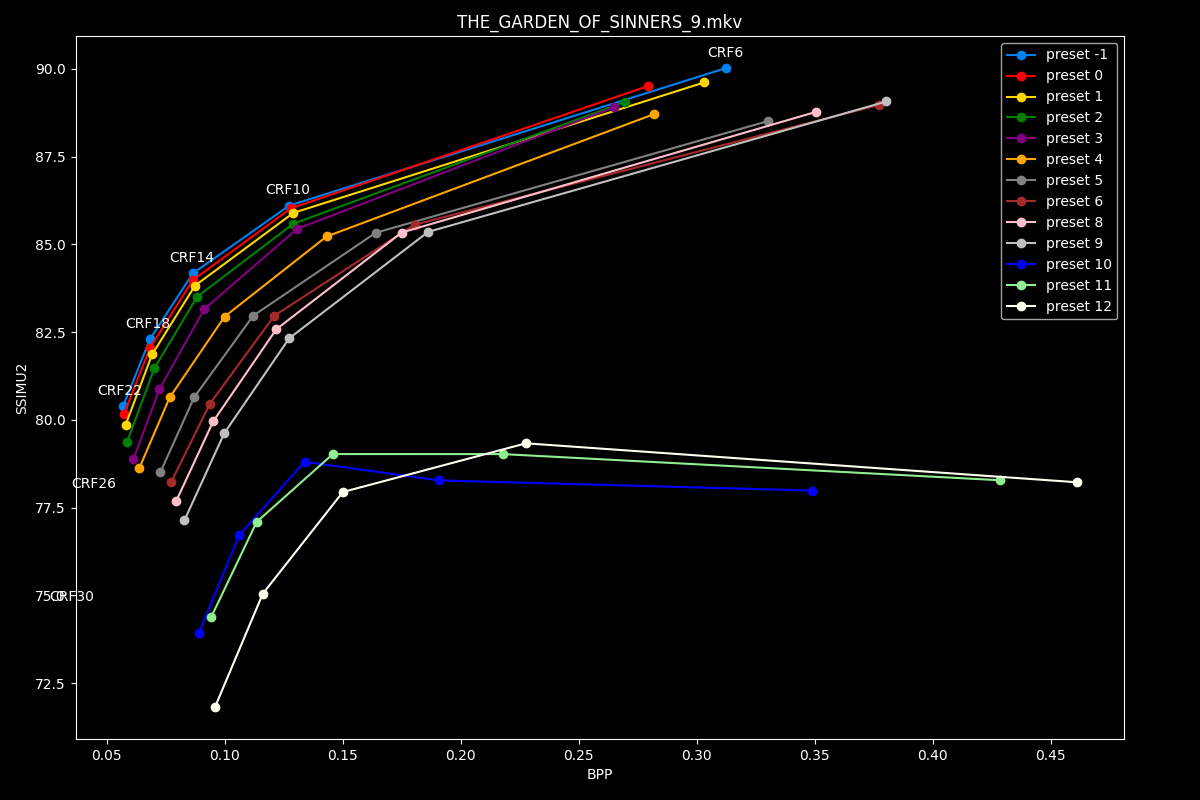 THE_GARDEN_OF_SINNERS_9.mkv
CRF6
CRF10
CRF14
CRF18
CRF22
CRF26
CRF30
preset -1
preset 0
preset 1
preset 2
preset 3
preset 4
preset 5
preset 6
preset 8
preset 9
preset 10
preset 11
preset 12
90.0
87.5
85.0
82.5
80.0
77.5
75.0
72.5
SSIMU2
0.05 0.10 0.15 0.20 0.25 0.30 0.35 0.40 0.45
BPP